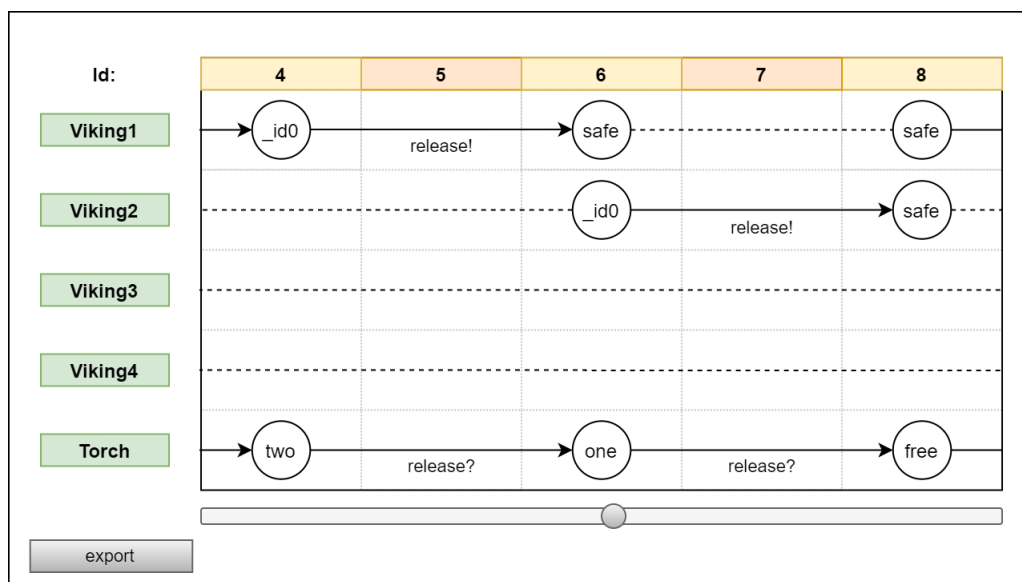 Id: 4 5 6 7 8
Viking1 _id0 release! safe safe
Viking2 _id0 release! safe
Viking3
Viking4
Torch two release? one release? free
export